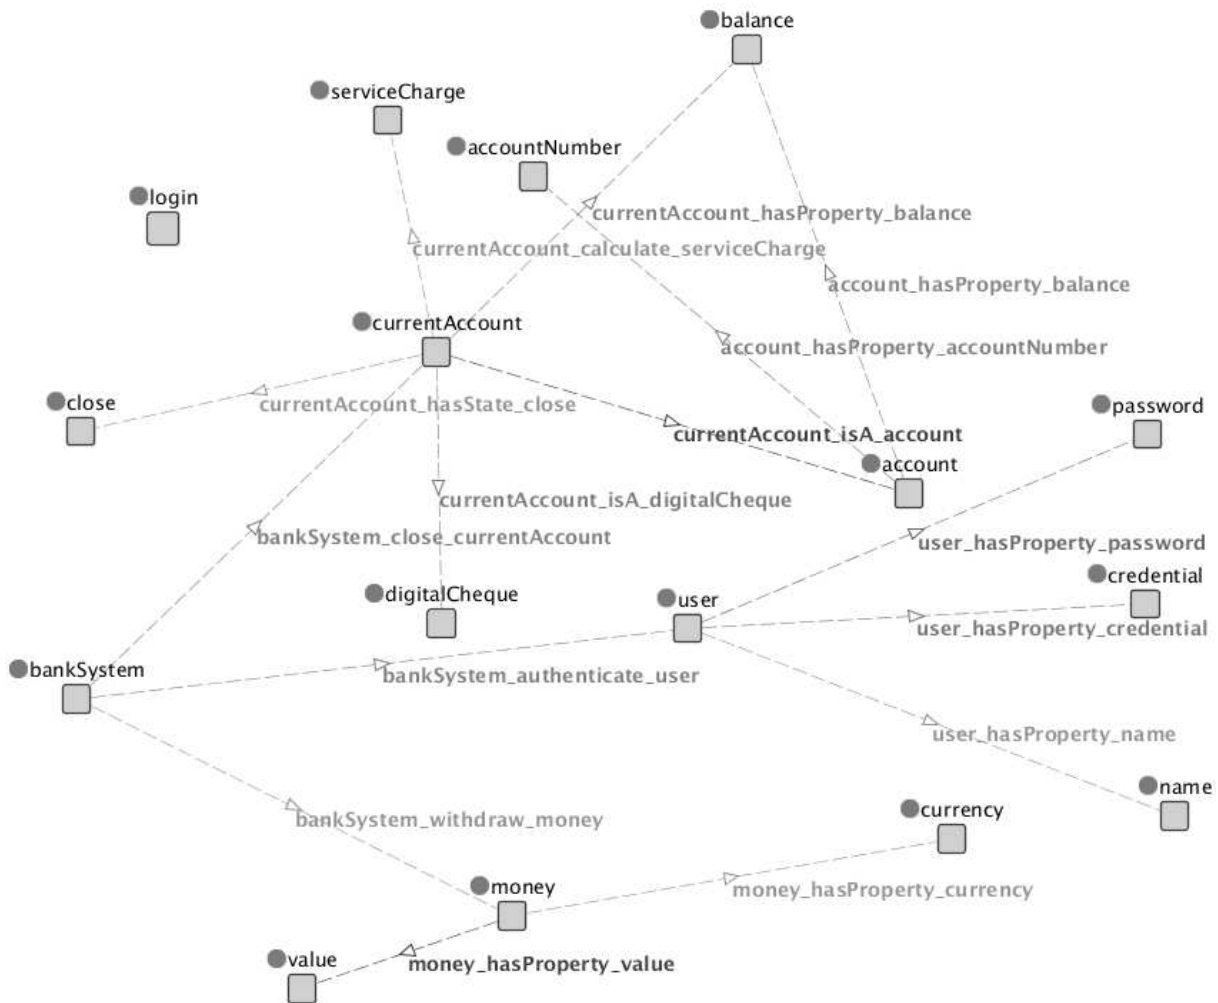 balance
serviceCharge
accountNumber
login
currentAccount_hasProperty_balance
currentAccount_calculate_serviceCharge
account_hasProperty_balance
currentAccount
account_hasProperty_accountNumber
close
currentAccount_hasState_close
password
currentAccount_isA_account
account
currentAccount_isA_digitalCheque
bankSystem_close_currentAccount
user_hasProperty_password
credential
digitalCheque
user
user_hasProperty_credential
bankSystem
bankSystem_authenticate_user
user_hasProperty_name
name
currency
bankSystem_withdraw_money
money
money_hasProperty_currency
value
money_hasProperty_value